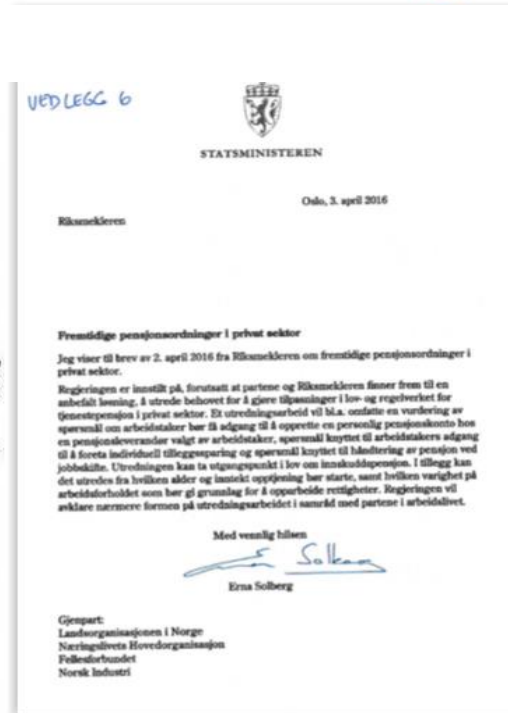 VEDLEGG 6
STATSMINISTEREN
Oslo, 3. april 2016
Riksmekleren
Fremtidige pensjonsordninger i privat sektor
Jeg viser til brev av 2. april 2016 fra Riksmekleren om fremtidige pensjonsordninger i
privat sektor.
Regjeringen er innstilt på, forutsatt at partene og Riksmekleren finner frem til en
anbefalt løsning, å utrede behovet for å gjøre tilpasninger i lov- og regelverket for
tjenestepensjon i privat sektor. Et utredningsarbeid vil bl.a. omfatte en vurdering av
spørsmål om arbeidstaker bør få adgang til å opprette en personlig pensjonskonto hos
en pensjonsleverandør valgt av arbeidstaker, spørsmål knyttet til arbeidstakers adgang
til å foreta individuell tilleggssparing og spørsmål knyttet til håndtering av pensjon ved
jobbskifte. Utredningen kan ta utgangspunkt i lov om innskuddspensjon. I tillegg kan
det utredes fra hvilken alder og inntekt opptjening bør starte, samt hvilken varighet på
arbeidsforholdet som bør gi grunnlag for å opparbeide rettigheter. Regjeringen vil
avklare nærmere formen på utredningsarbeidet i samråd med partene i arbeidslivet.
Med vennlig hilsen
Erna Solberg
Erna Solberg
Gjenpart:
Landsorganisasjonen i Norge
Næringslivets Hovedorganisasjon
Fellesforbundet
Norsk Industri